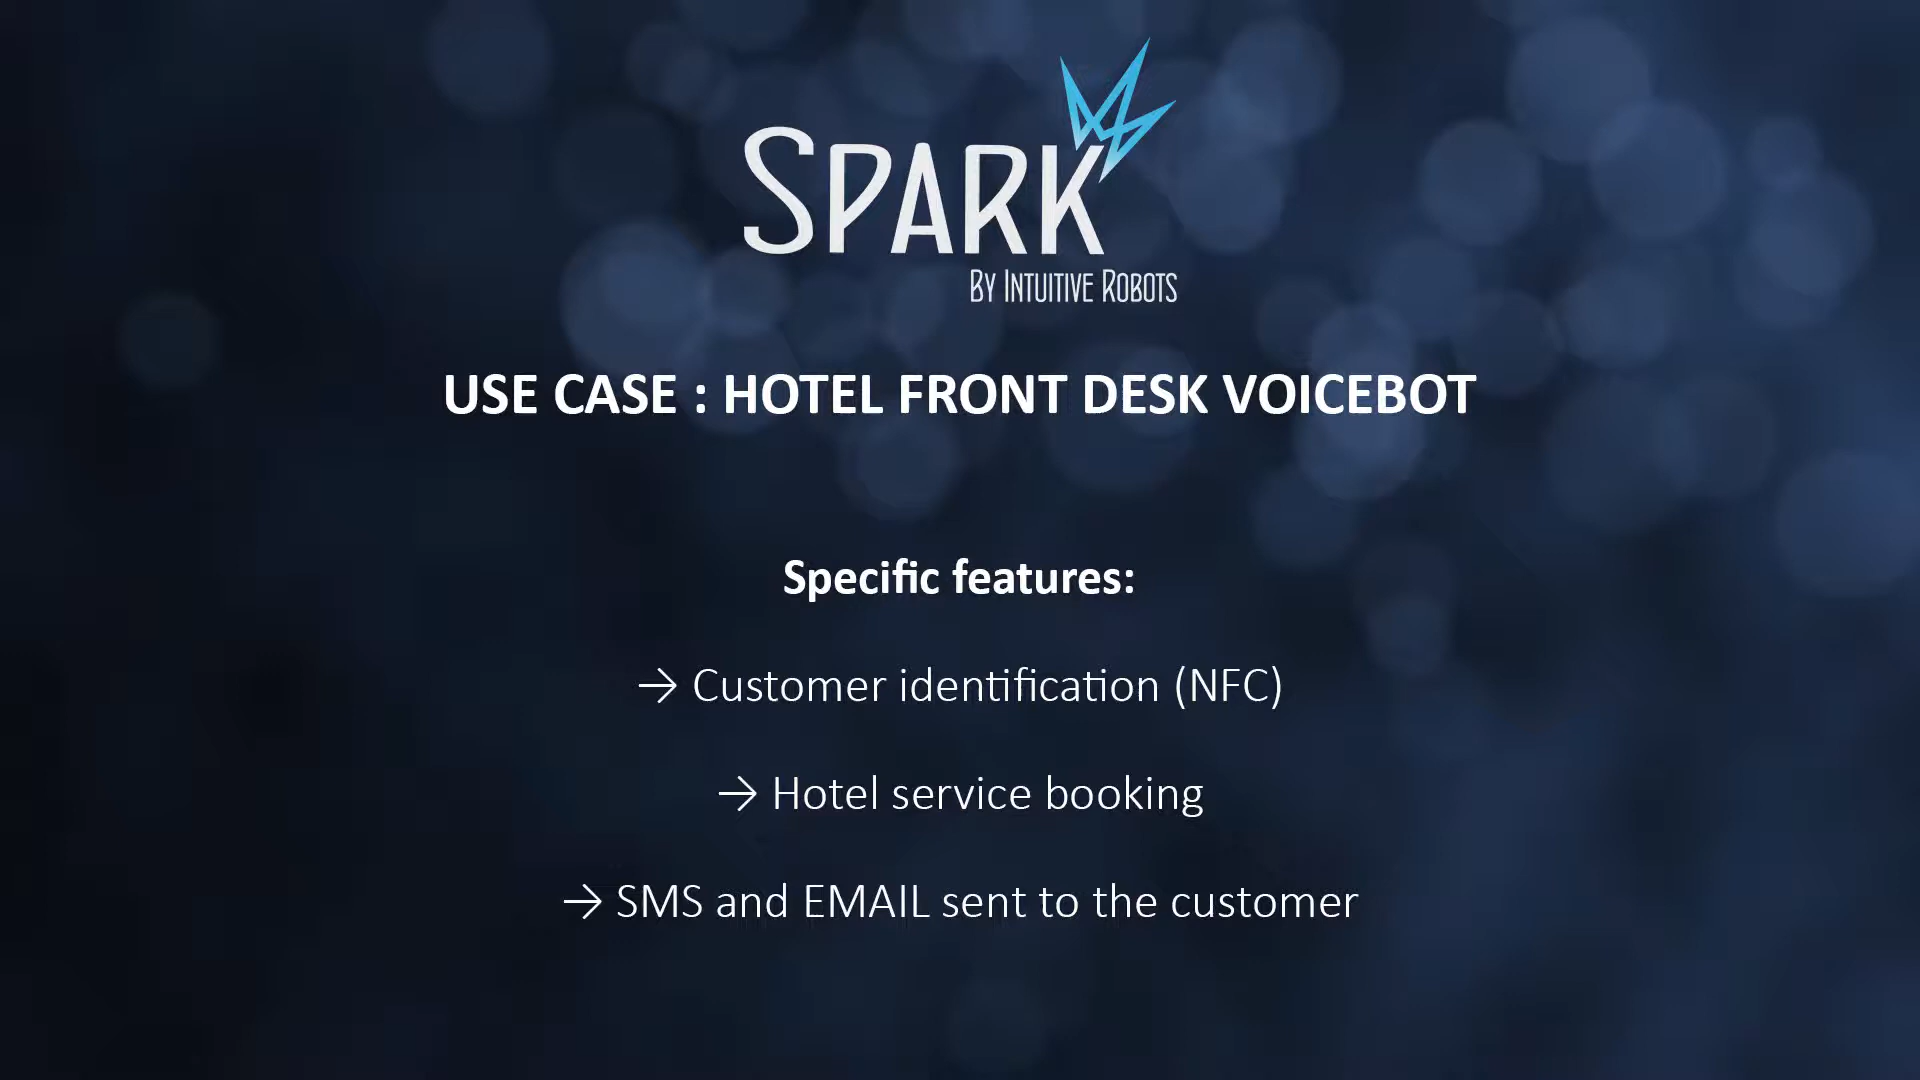 SPARK
BY INTUITIVE ROBOTS
USE CASE : HOTEL FRONT DESK VOICEBOT
Specific features:
→ Customer identification (NFC)
→ Hotel service booking
→ SMS and EMAIL sent to the customer